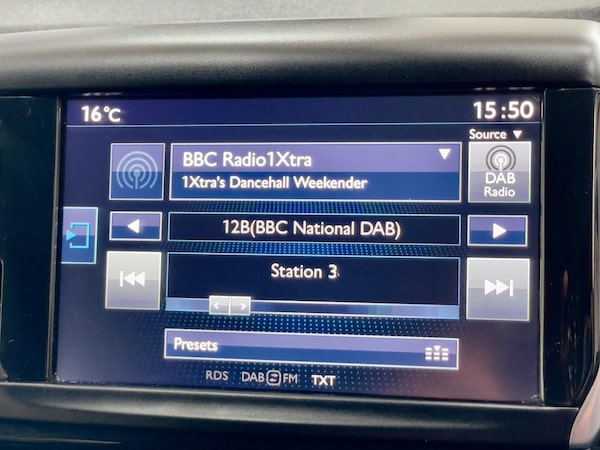 16°C
15:50
Source ▼
BBC Radio1Xtra
1Xtra's Dancehall Weekender
DAB
Radio
12B(BBC National DAB)
Station 3
Presets
RDS DAB FM TXT